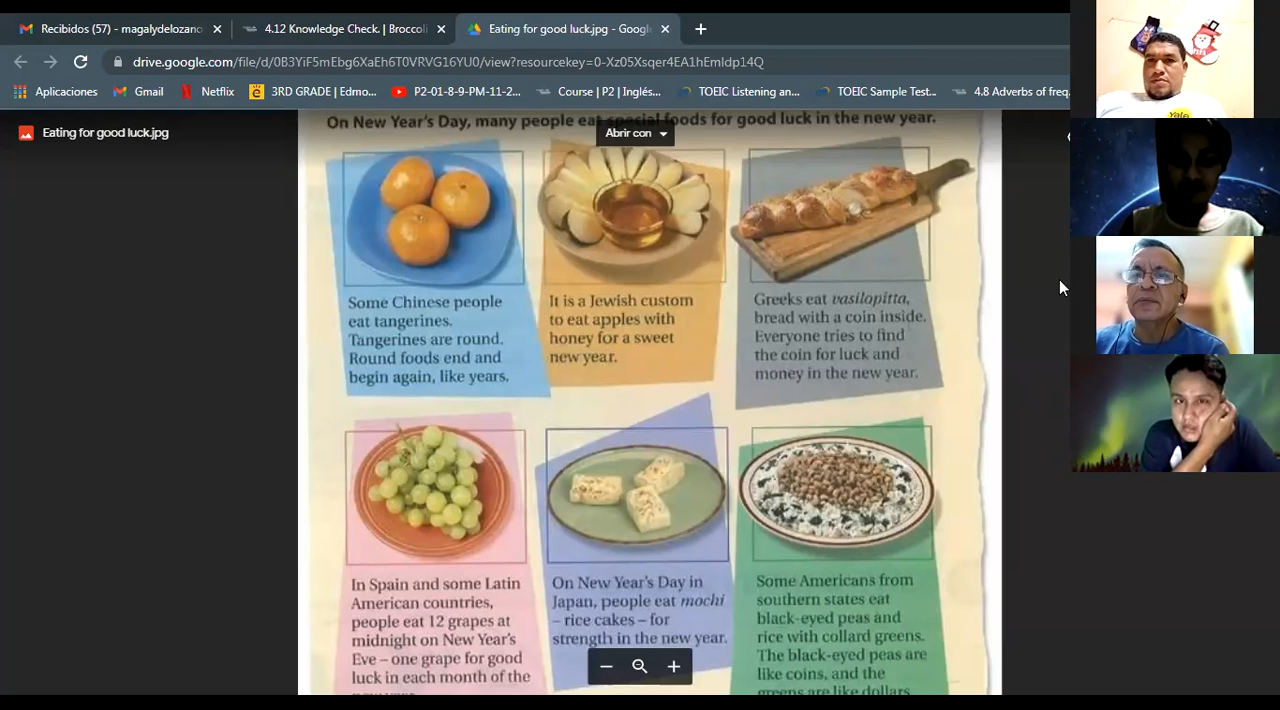 Recibidos (57) - magalydelozano
4.12 Knowledge Check. | Broccoli
Eating for good luck.jpg - Google
drive.google.com/file/d/0B3YiF5mEbg6XaEh6T0VRVG16YU0/view?resourcekey=0-Xz05Xsqer4EA1hEmIdp14Q
Aplicaciones
Gmail
Netflix
3RD GRADE | Edmo...
P2-01-8-9-PM-11-2...
Course | P2 | Inglés...
TOEIC Listening an...
TOEIC Sample Test...
4.8 Adverbs of freq
Eating for good luck.jpg
Abrir con
On New Year's Day, many people eat special foods for good luck in the new year.
Some Chinese people
eat tangerines.
Tangerines are round.
Round foods end and
begin again, like years.
It is a Jewish custom
to eat apples with
honey for a sweet
new year.
Greeks eat vasilopitta,
bread with a coin inside.
Everyone tries to find
the coin for luck and
money in the new year.
In Spain and some Latin
American countries,
people eat 12 grapes at
midnight on New Year's
Eve – one grape for good
luck in each month of the
On New Year's Day in
Japan, people eat mochi
– rice cakes – for
strength in the new year.
Some Americans from
southern states eat
black-eyed peas and
rice with collard greens.
The black-eyed peas are
like coins, and the
greens are like dollars
Yale